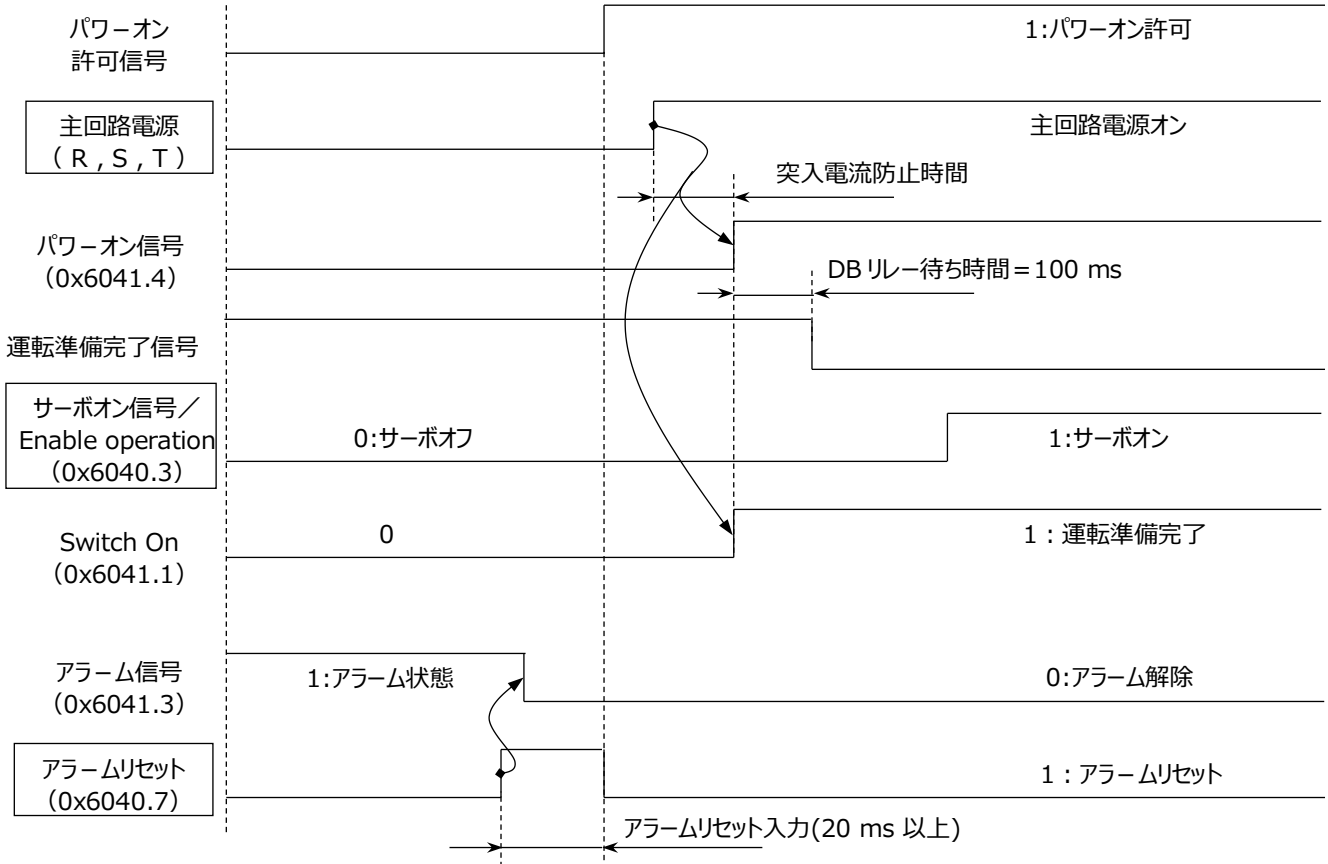 パワーオン
許可信号
1:パワーオン許可
主回路電源
（ R , S , T ）
主回路電源オン
突入電流防止時間
パワーオン信号
（0x6041.4）
DB リレー待ち時間＝100 ms
運転準備完了信号
サーボオン信号／
Enable operation
（0x6040.3）
0:サーボオフ
1:サーボオン
Switch On
（0x6041.1）
0
1：運転準備完了
アラーム信号
（0x6041.3）
1:アラーム状態
0:アラーム解除
アラームリセット
（0x6040.7）
1：アラームリセット
アラームリセット入力(20 ms 以上)